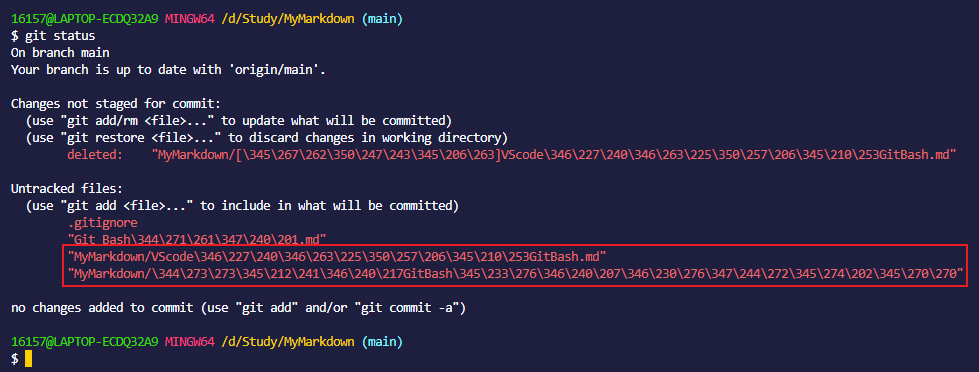 16157@LAPTOP-ECDQ32A9 MINGW64 /d/Study/MyMarkdown (main)
$ git status
On branch main
Your branch is up to date with 'origin/main'.
Changes not staged for commit:
(use "git add/rm <file>..." to update what will be committed)
(use "git restore <file>..." to discard changes in working directory)
deleted: "MyMarkdown/[\345\267\262\350\247\243\345\206\263]VScode\346\227\240\346\263\225\350\257\206\345\210\253GitBash.md"
Untracked files:
(use "git add <file>..." to include in what will be committed)
.gitignore
"Git Bash\344\271\261\347\240\201.md"
"MyMarkdown/VScode\346\227\240\346\263\225\350\257\206\345\210\253GitBash.md"
"MyMarkdown/\344\273\273\345\212\241\346\240\217GitBash\345\233\276\346\240\207\346\230\276\347\244\272\345\274\202\345\270\270"
no changes added to commit (use "git add" and/or "git commit -a")
16157@LAPTOP-ECDQ32A9 MINGW64 /d/Study/MyMarkdown (main)
$